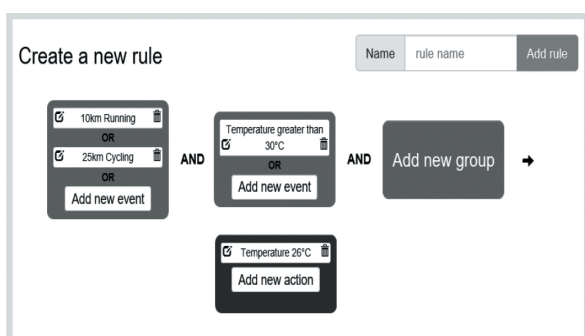 Create a new rule
Name rule name Add rule
10km Running
OR
25km Cycling
OR
Add new event
AND
Temperature greater than
30°C
OR
Add new event
AND
Add new group
Temperature 26°C
Add new action